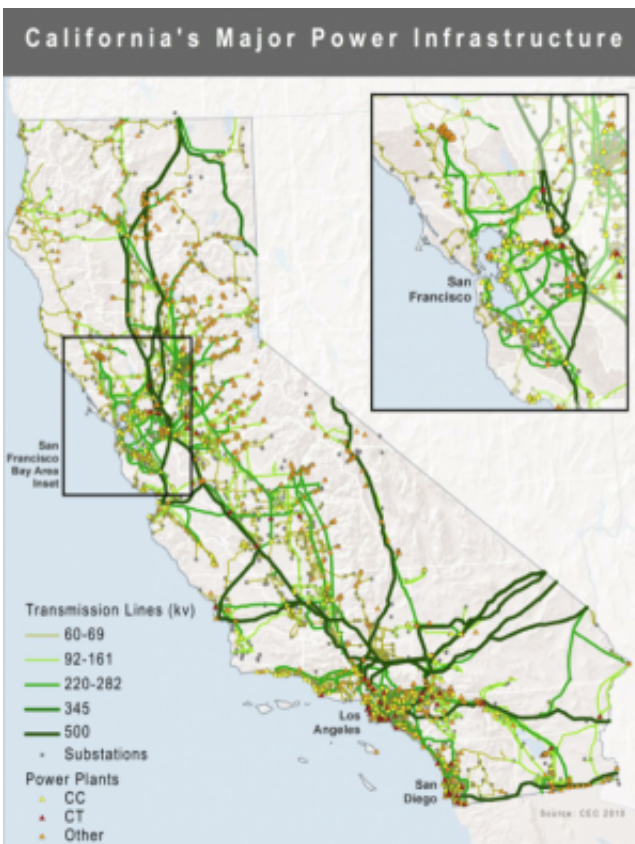 California's Major Power Infrastructure
San
Francisco
San
Francisco
Bay Area
Inset
Transmission Lines (kv)
60-69
92-161
220-282
345
500
Substations
Power Plants
CC
CT
Other
Los
Angeles
San
Diego
Source: CEC 2010